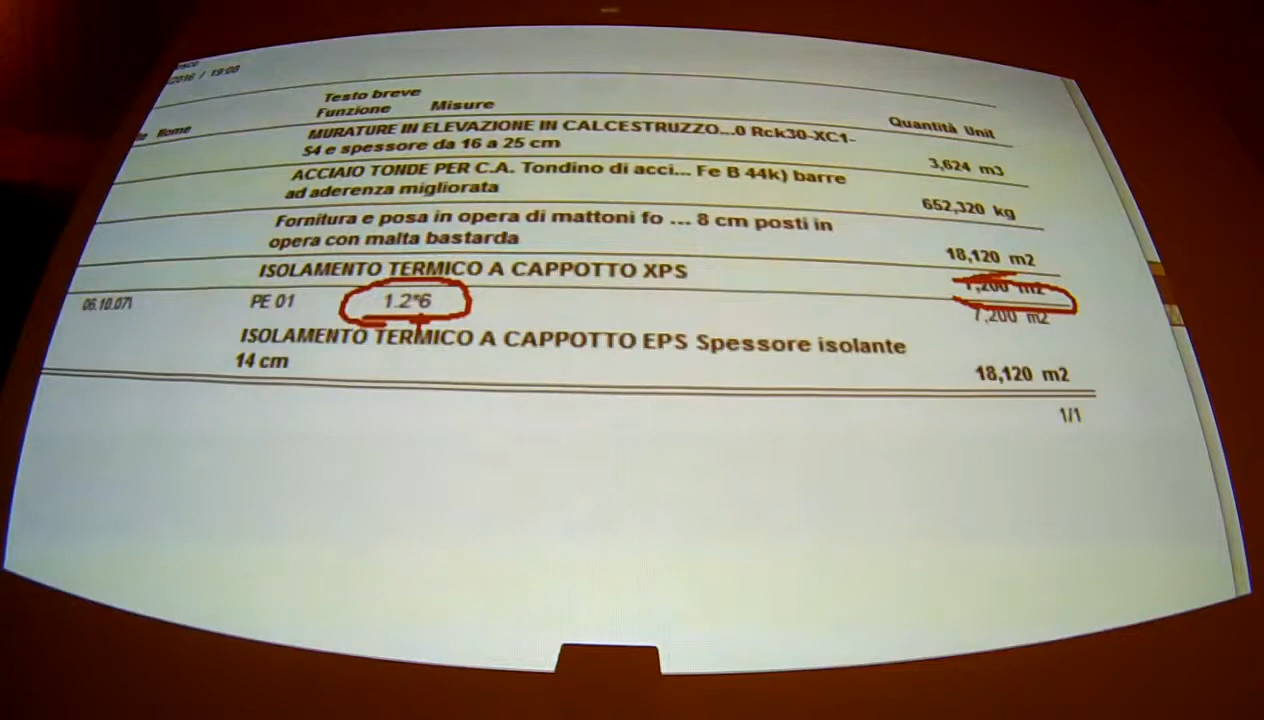 2016 / 19:00
Testo breve
Funzione Misure
Nome Quantità Unit
MURATURE IN ELEVAZIONE IN CALCESTRUZZO...0 Rck30-XC1-
S4 e spessore da 16 a 25 cm 3,624 m3
ACCIAIO TONDE PER C.A. Tondino di acci... Fe B 44k) barre
ad aderenza migliorata 652,320 kg
Fornitura e posa in opera di mattoni fo ... 8 cm posti in
opera con malta bastarda 18,120 m2
ISOLAMENTO TERMICO A CAPPOTTO XPS 7,200 m2
06.10.071 PE 01 1.2*6 7,200 m2
ISOLAMENTO TERMICO A CAPPOTTO EPS Spessore isolante
14 cm 18,120 m2
1/1